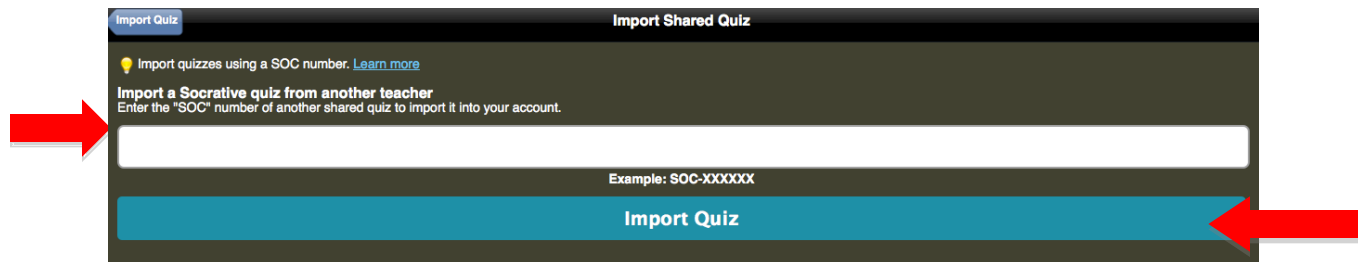 Import Quiz
Import Shared Quiz
Import quizzes using a SOC number. Learn more
Import a Socrative quiz from another teacher
Enter the "SOC" number of another shared quiz to import it into your account.
Example: SOC-XXXXXX
Import Quiz